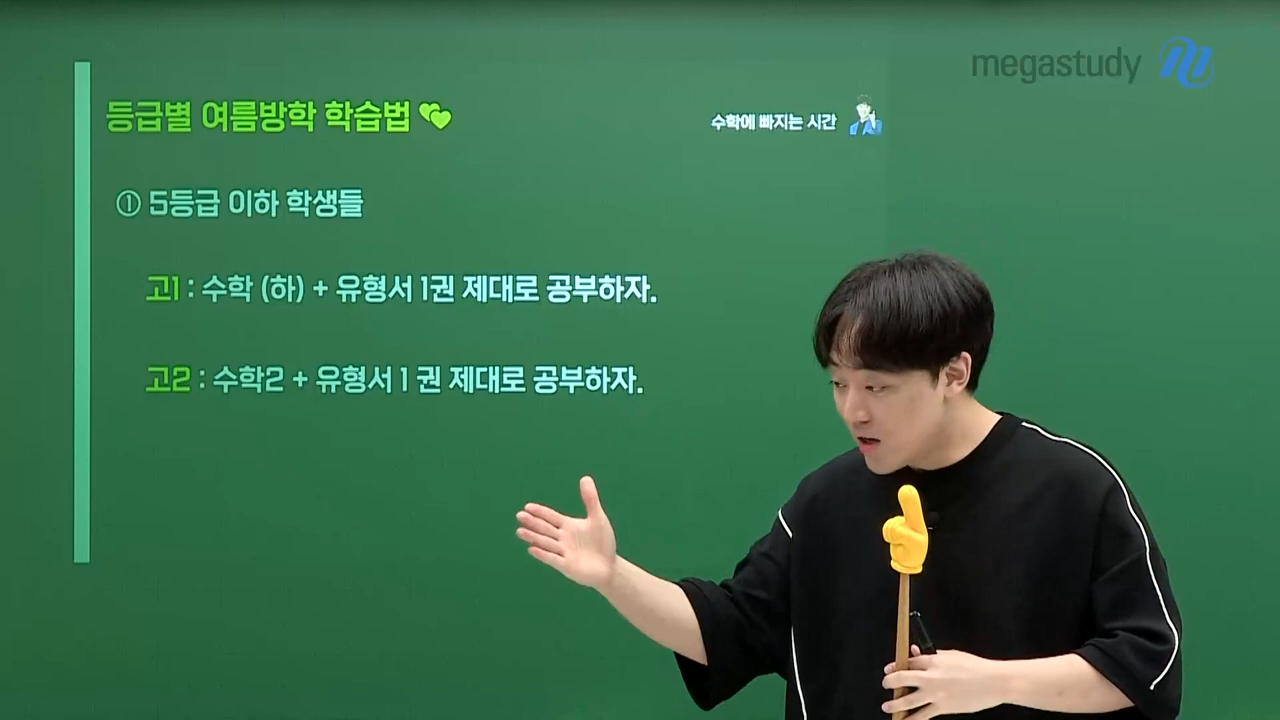 megastudy
등급별 여름방학 학습법
수학에 빠지는 시간
① 5등급 이하 학생들
고1 : 수학 (하) + 유형서 1권 제대로 공부하자.
고2 : 수학2 + 유형서 1 권 제대로 공부하자.